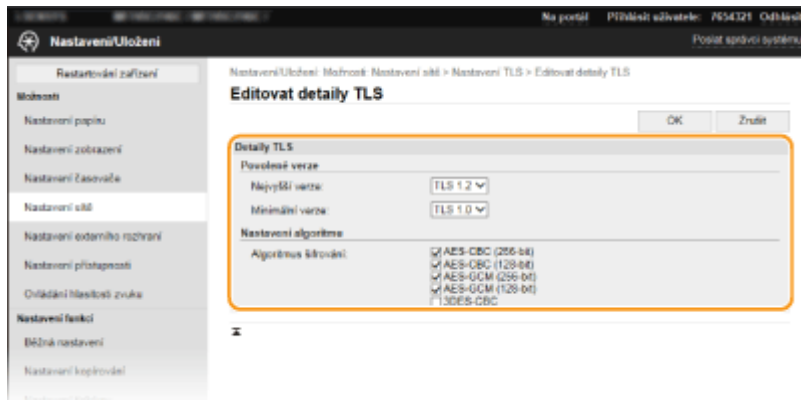 Na portál Přihlásit uživatele: 7654321 Odhlásit
Nastavení/Uložení
Poslat správci systému
Restartování zařízení
Nastavení/Uložení: Možnosti: Nastavení sítě > Nastavení TLS > Editovat detaily TLS
Možnosti
Editovat detaily TLS
Nastavení papíru
OK Zrušit
Nastavení zobrazení
Detaily TLS
Povolené verze
Nastavení časovače
Nejvyšší verze: TLS 1.2
Nastavení sítě
Minimální verze: TLS 1.0
Nastavení algoritmu
Nastavení externího rozhraní
Algoritmus šifrování: AES-CBC (256-bit)
AES-CBC (128-bit)
Nastavení přístupnosti
AES-GCM (256-bit)
AES-GCM (128-bit)
3DES-CBC
Ovládání hlasitosti zvuku
Nastavení funkcí
Běžná nastavení
Nastavení kopírování